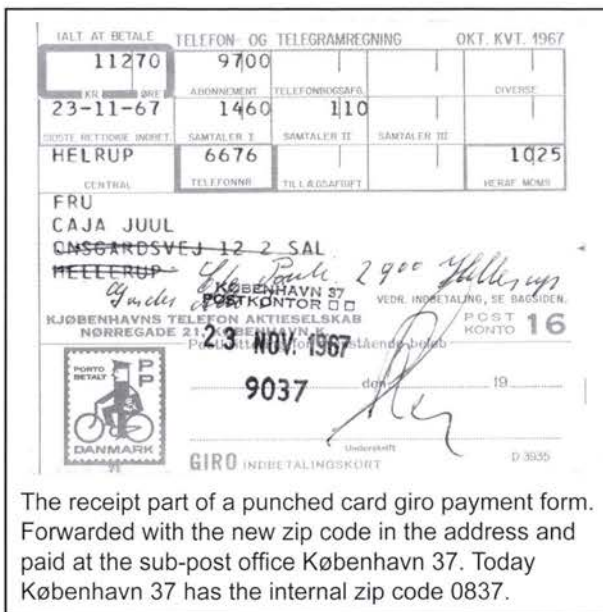 IALT AT BETALE TELEFON- OG TELEGRAMREGNING OKT. KVT. 1967
11270 9700
KR. ØRE ABONNEMENT TELEFONBOGSAFG. DIVERSE
23-11-67 1460 110
SIDSTE RETTIDIGE INDBET. SAMTALER I SAMTALER II SAMTALER III
HELRUP 6676 1025
CENTRAL TELEFONNR TILLÆGSAFGIFT HERAF MOMS
FRU
CAJA JUUL
ONSGARDSVEJ 12 2 SAL
HELLERUP 2900 Hellerup
KØBENHAVN 37
POSTKONTOR
VEDR. INDBETALING, SE BAGSIDEN.
KJØBENHAVNS TELEFON AKTIESELSKAB POST
NØRREGADE 21, KØBENHAVN K. KONTO 16
23 NOV. 1967
9037
den 19
PORTO BETALT PP
DANMARK
Underskrift
GIRO INDBETALINGSKORT D 3935
The receipt part of a punched card giro payment form.
Forwarded with the new zip code in the address and
paid at the sub-post office København 37. Today
København 37 has the internal zip code 0837.